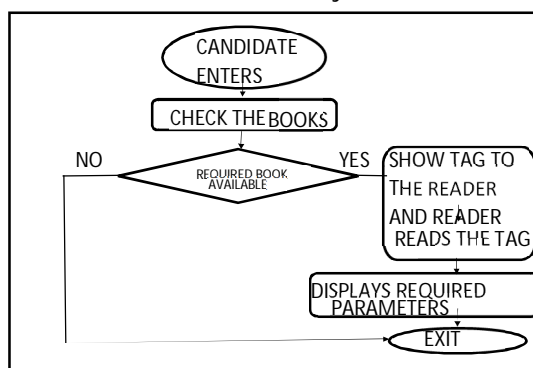 CANDIDATE
ENTERS
CHECK THE BOOKS
NO
REQUIRED BOOK
AVAILABLE
YES
SHOW TAG TO
THE READER
AND READER
READS THE TAG
DISPLAYS REQUIRED
PARAMETERS
EXIT